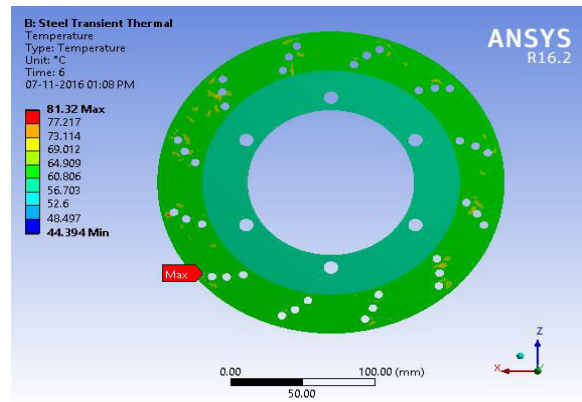 B: Steel Transient Thermal
Temperature
Type: Temperature
Unit: °C
Time: 6
07-11-2016 01:08 PM
81.32 Max
77.217
73.114
69.012
64.909
60.806
56.703
52.6
48.497
44.394 Min
ANSYS
R16.2
Max
0.00
100.00 (mm)
50.00
Z
X